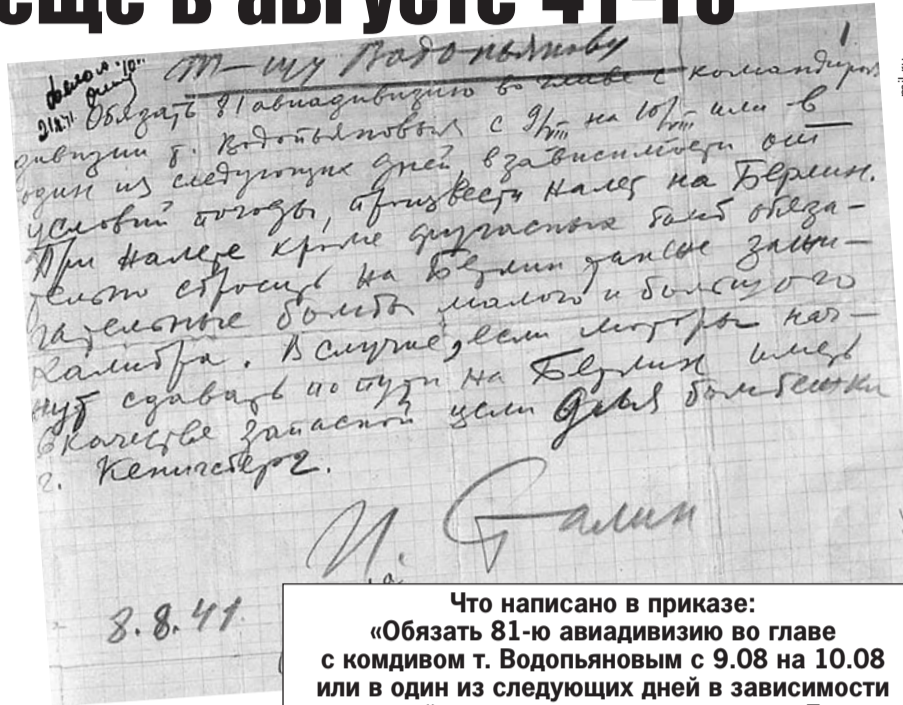 еще в августе 41-го
1
Т-щу Водопьянову
Обязать 81 авиадивизию во главе с командиром
дивизии т. Водопьяновым с 9/VIII на 10/VIII или в
один из следующих дней в зависимости от
условий погоды, произвести налет на Берлин.
При налете кроме фугасных бомб обяза-
тельно сбросить на Берлин также зажи-
гательные бомбы малого и большого
калибра. В случае, если моторы нач-
нут сдавать по пути на Берлин иметь
в качестве запасной цели для бомбежки
г. Кенигсберг.
И. Сталин
8.8.41
Что написано в приказе:
«Обязать 81-ю авиадивизию во главе
с комдивом т. Водопьяновым с 9.08 на 10.08
или в один из следующих дней в зависимости